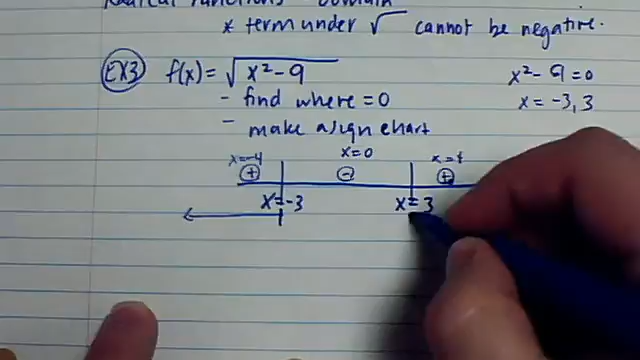 Radical Functions - Domain
* term under √ cannot be negative.
EX3 f(x) = √x² - 9
x² - 9 = 0
- find where = 0
x = -3, 3
- make a sign chart
x=-4 x=0 x=4
+ - +
x=-3 x=3